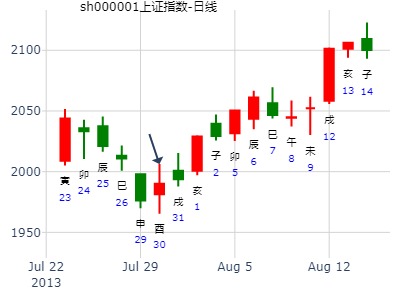 sh000001上证指数-日线
2100
2050
2000
1950
寅
23
卯
24
辰
25
巳
26
申
29
酉
30
戌
31
亥
1
子
2
卯
5
辰
6
巳
7
午
8
未
9
戌
12
亥
13
子
14
Jul 22
2013
Jul 29
Aug 5
Aug 12